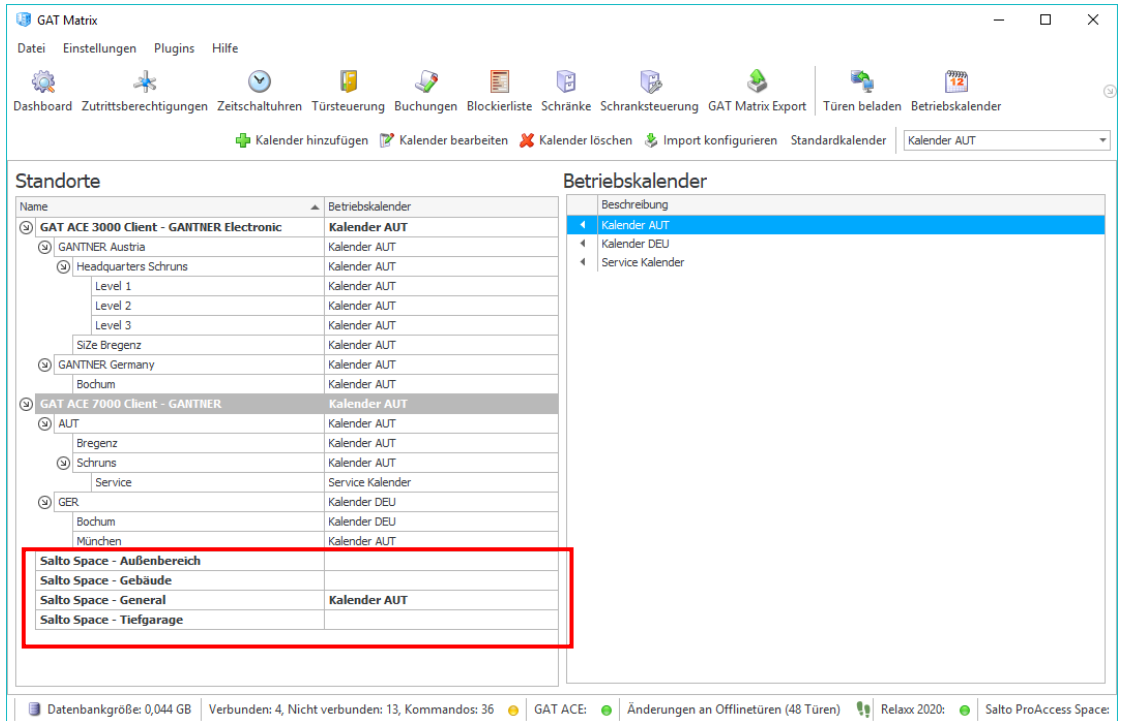 GAT Matrix
Datei Einstellungen Plugins Hilfe
Dashboard Zutrittsberechtigungen Zeitschaltuhren Türsteuerung Buchungen Blockierliste Schränke Schranksteuerung GAT Matrix Export Türen beladen Betriebskalender
Kalender hinzufügen Kalender bearbeiten Kalender löschen Import konfigurieren Standardkalender Kalender AUT
Standorte
Name Betriebskalender
GAT ACE 3000 Client - GANTNER Electronic Kalender AUT
GANTNER Austria Kalender AUT
Headquarters Schruns Kalender AUT
Level 1 Kalender AUT
Level 2 Kalender AUT
Level 3 Kalender AUT
SiZe Bregenz Kalender AUT
GANTNER Germany Kalender AUT
Bochum Kalender AUT
GAT ACE 7000 Client - GANTNER Kalender AUT
AUT Kalender AUT
Bregenz Kalender AUT
Schruns Kalender AUT
Service Service Kalender
GER Kalender DEU
Bochum Kalender DEU
München Kalender AUT
Salto Space - Außenbereich
Salto Space - Gebäude
Salto Space - General Kalender AUT
Salto Space - Tiefgarage
Betriebskalender
Beschreibung
Kalender AUT
Kalender DEU
Service Kalender
Datenbankgröße: 0,044 GB Verbunden: 4, Nicht verbunden: 13, Kommandos: 36 GAT ACE: Änderungen an Offlinetüren (48 Türen) Relaxx 2020: Salto ProAccess Space: